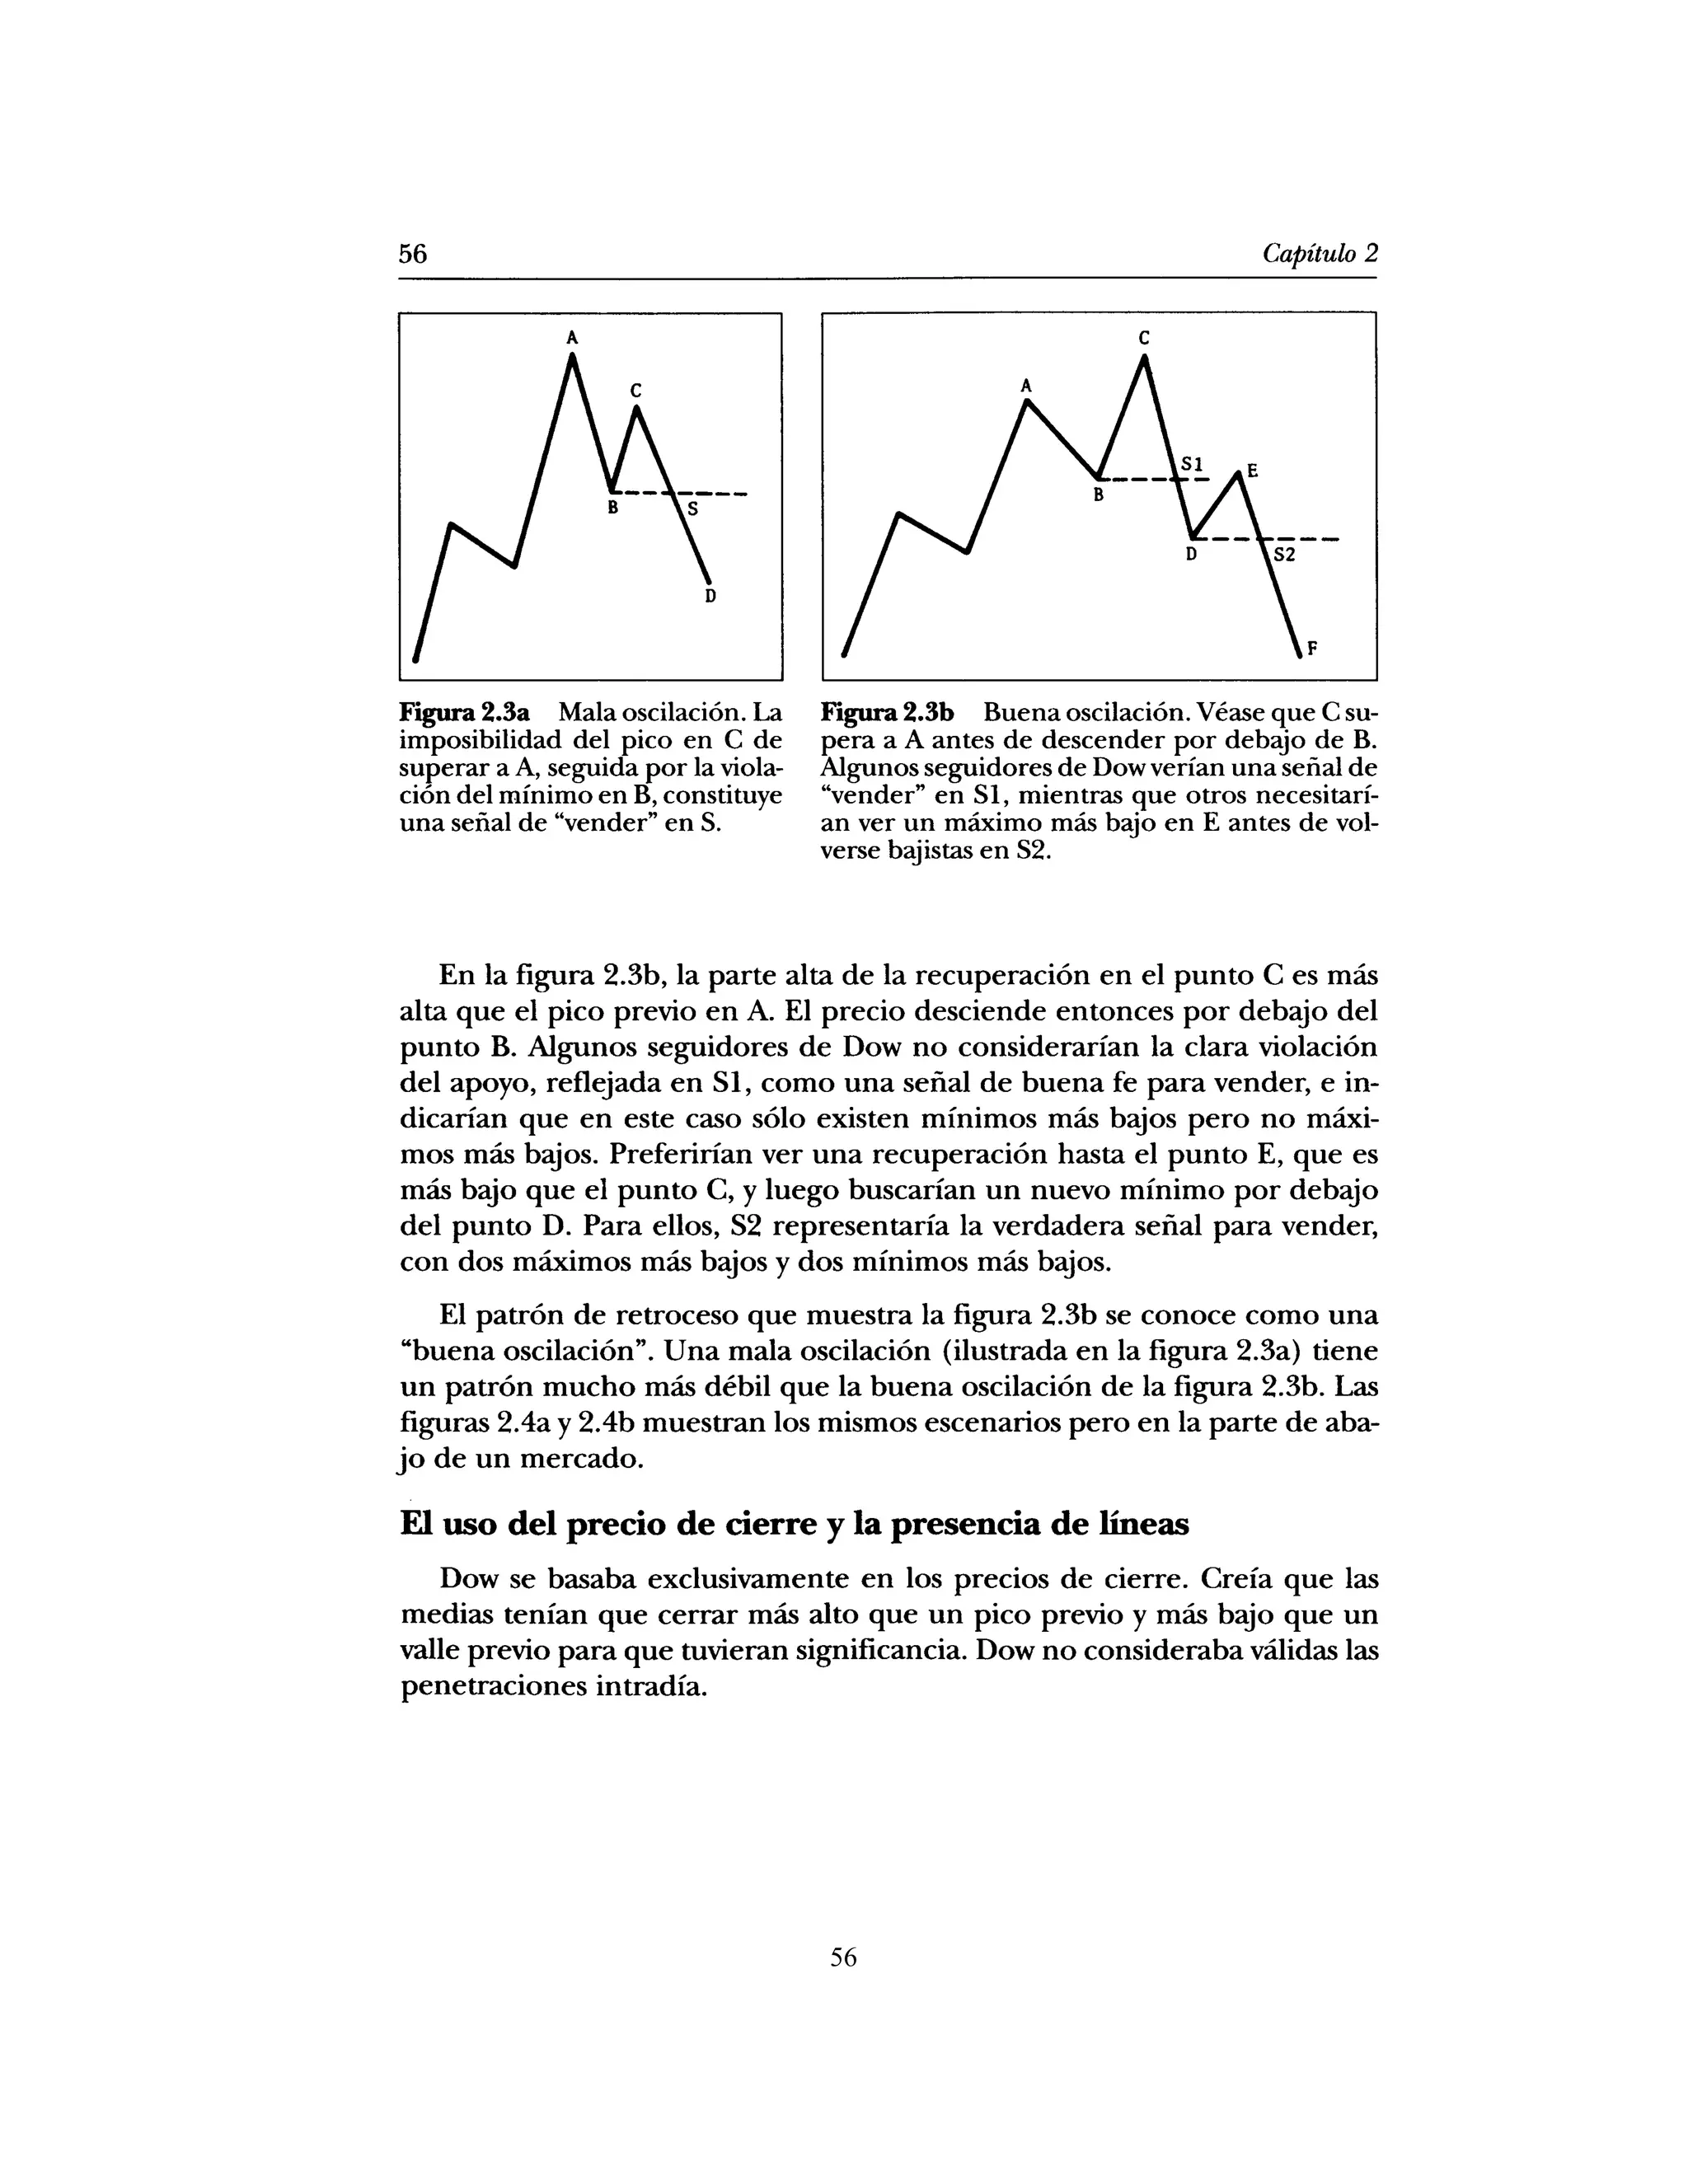 56 Capítulo 2
A
C
B
S
D
C
A
S1
E
B
D
S2
F
Figura 2.3a Mala oscilación. La
imposibilidad del pico en C de
superar a A, seguida por la viola-
ción del mínimo en B, constituye
una señal de “vender” en S.
Figura 2.3b Buena oscilación. Véase que C su-
pera a A antes de descender por debajo de B.
Algunos seguidores de Dow verían una señal de
“vender” en S1, mientras que otros necesitarí-
an ver un máximo más bajo en E antes de vol-
verse bajistas en S2.
En la figura 2.3b, la parte alta de la recuperación en el punto C es más
alta que el pico previo en A. El precio desciende entonces por debajo del
punto B. Algunos seguidores de Dow no considerarían la clara violación
del apoyo, reflejada en S1, como una señal de buena fe para vender, e in-
dicarían que en este caso sólo existen mínimos más bajos pero no máxi-
mos más bajos. Preferirían ver una recuperación hasta el punto E, que es
más bajo que el punto C, y luego buscarían un nuevo mínimo por debajo
del punto D. Para ellos, S2 representaría la verdadera señal para vender,
con dos máximos más bajos y dos mínimos más bajos.
El patrón de retroceso que muestra la figura 2.3b se conoce como una
“buena oscilación”. Una mala oscilación (ilustrada en la figura 2.3a) tiene
un patrón mucho más débil que la buena oscilación de la figura 2.3b. Las
figuras 2.4a y 2.4b muestran los mismos escenarios pero en la parte de aba-
jo de un mercado.
El uso del precio de cierre y la presencia de líneas
Dow se basaba exclusivamente en los precios de cierre. Creía que las
medias tenían que cerrar más alto que un pico previo y más bajo que un
valle previo para que tuvieran significancia. Dow no consideraba válidas las
penetraciones intradía.
56